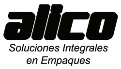 alico
Soluciones Integrales
en Empaques